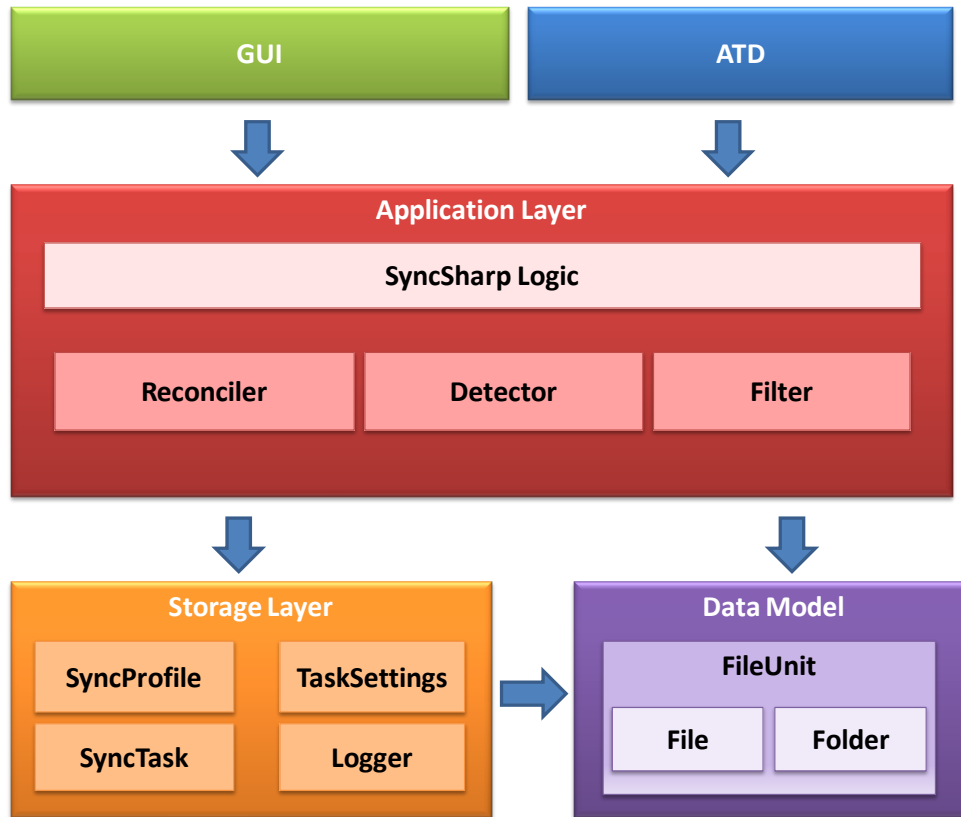 GUI
ATD
Application Layer
SyncSharp Logic
Reconciler
Detector
Filter
Storage Layer
SyncProfile
TaskSettings
SyncTask
Logger
Data Model
FileUnit
File
Folder